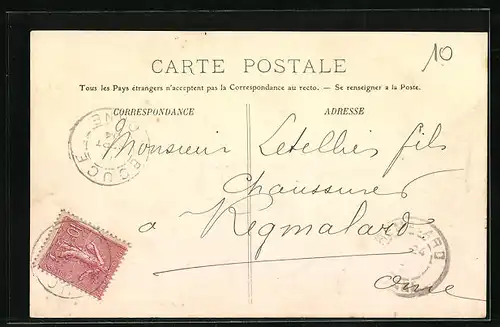 10
CARTE POSTALE
Tous les Pays étrangers n'acceptent pas la Correspondance au recto. — Se renseigner à la Poste.
CORRESPONDANCE
ADRESSE
Monsieur Letellier fils
Chaussures
a Regmalard
Orne